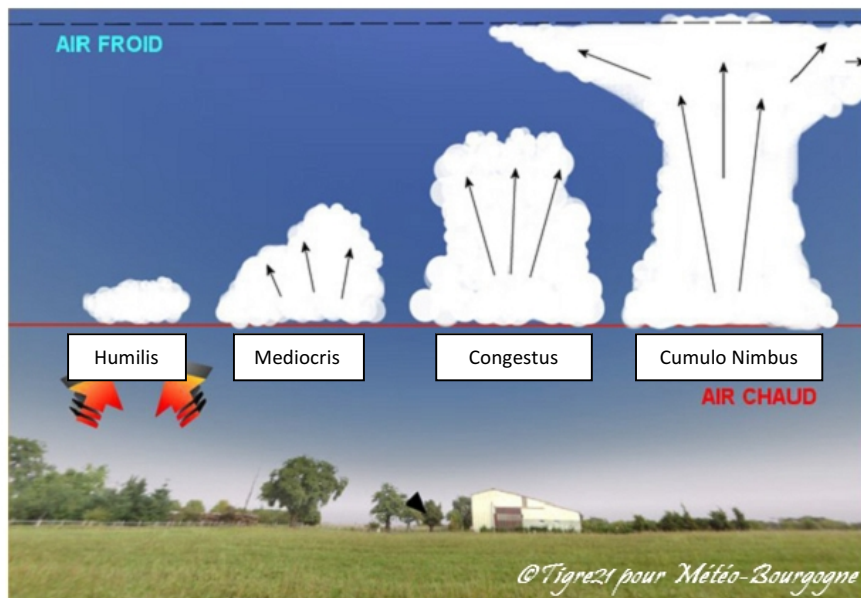 AIR FROID
Humilis
Mediocris
Congestus
Cumulo Nimbus
AIR CHAUD
©Tigre21 pour Météo-Bourgogne